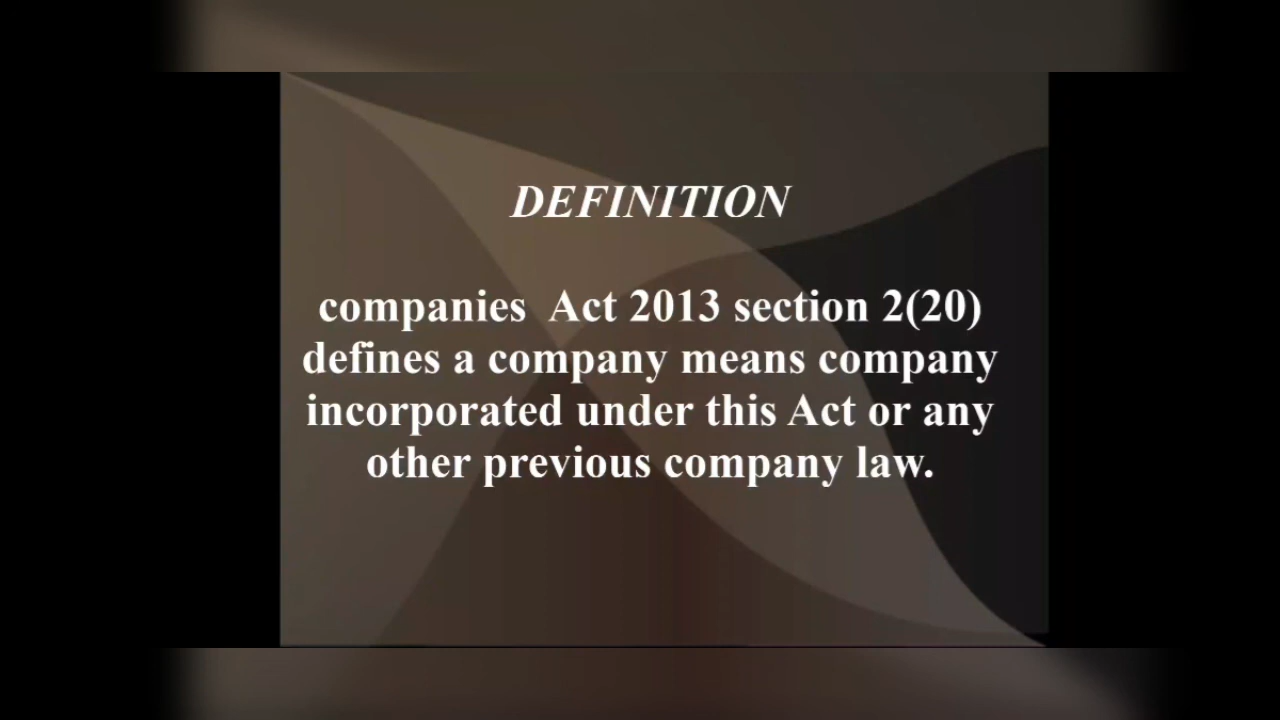 DEFINITION
companies Act 2013 section 2(20)
defines a company means company
incorporated under this Act or any
other previous company law.